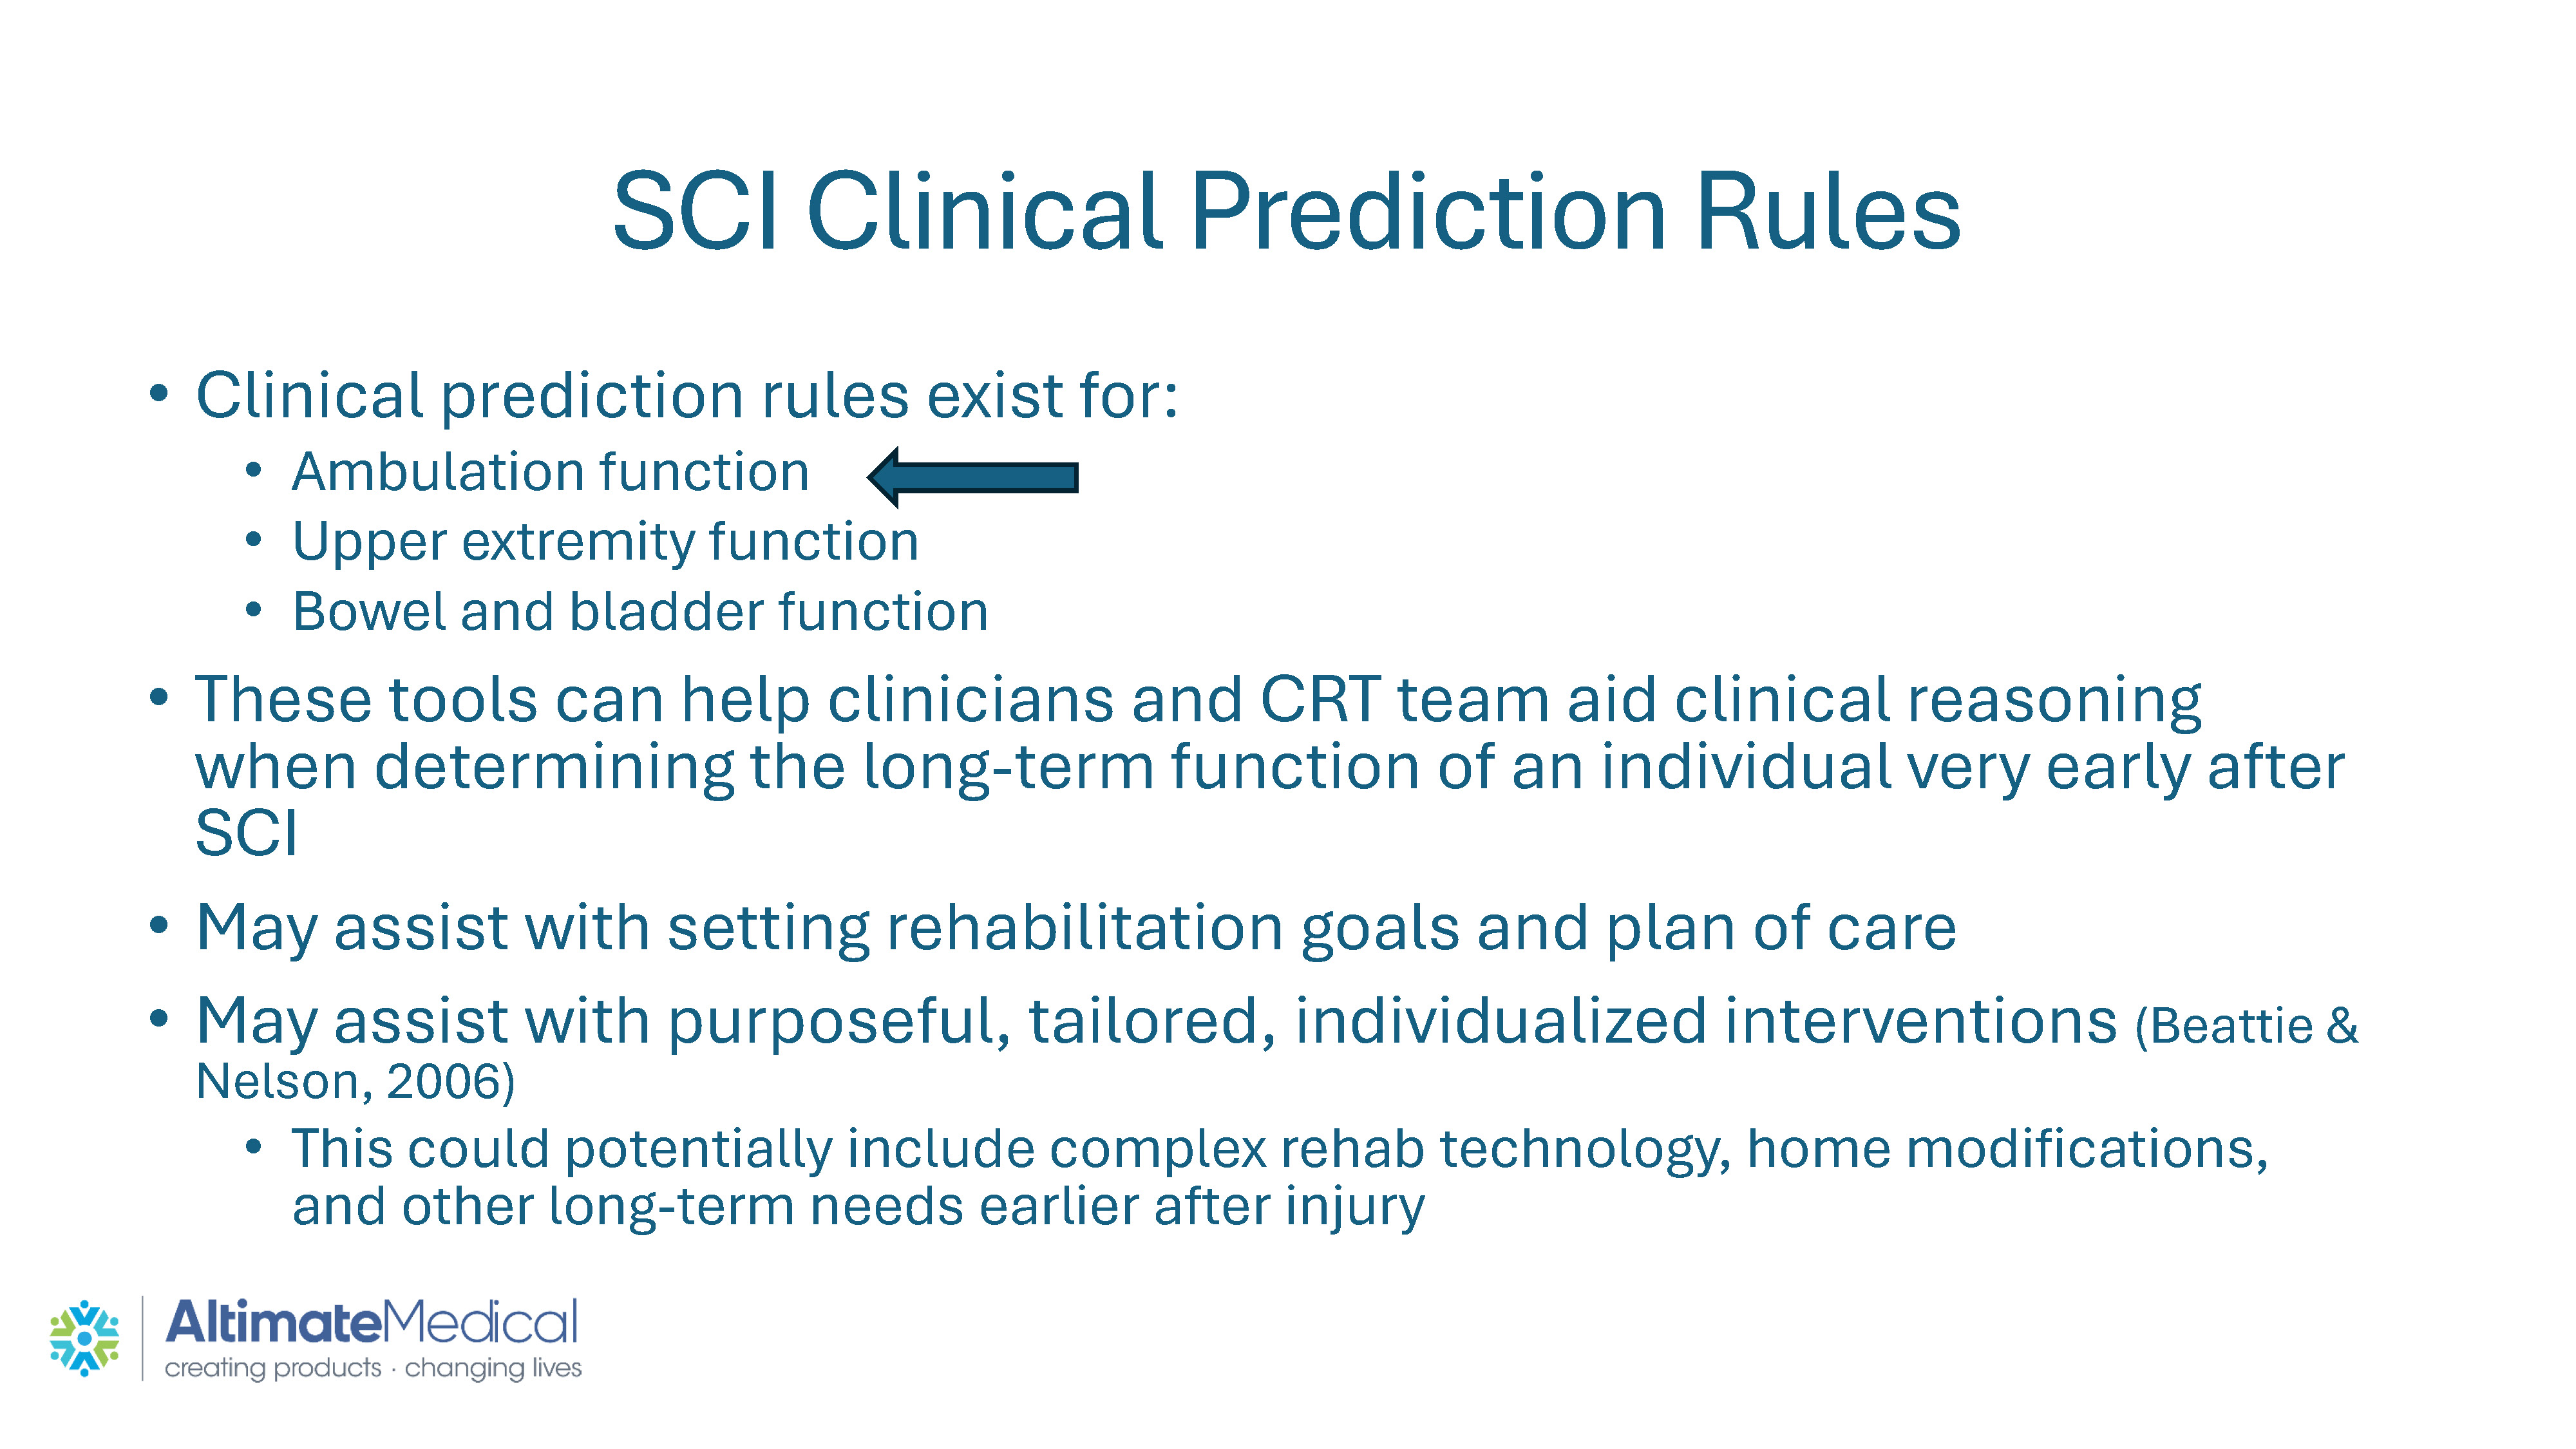 SCI Clinical Prediction Rules
• Clinical prediction rules exist for:
• Ambulation function
• Upper extremity function
• Bowel and bladder function
• These tools can help clinicians and CRT team aid clinical reasoning
when determining the long-term function of an individual very early after
SCI
• May assist with setting rehabilitation goals and plan of care
• May assist with purposeful, tailored, individualized interventions (Beattie &
Nelson, 2006)
• This could potentially include complex rehab technology, home modifications,
and other long-term needs earlier after injury
AltimateMedical
creating products · changing lives